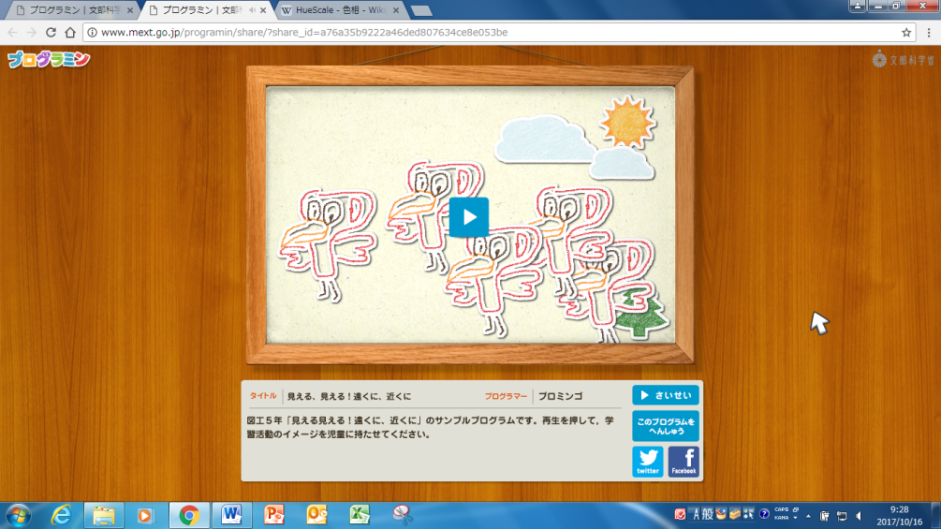 プログラミン | 文部科学
プログラミン | 文部
HueScale - 色相 - Wiki
www.mext.go.jp/programin/share/?share_id=a76a35b9222a46ded807634ce8e053be
プログラミン
文部科学省
タイトル 見える、見える！遠くに、近くに
プログラマー プロミンゴ
さいせい
図工５年「見える見える！遠くに、近くに」のサンプルプログラムです。再生を押して，学
習活動のイメージを児童に持たせてください。
このプログラムを
へんしゅう
twitter
Facebook
A 般
CAPS
KANA
9:28
2017/10/16